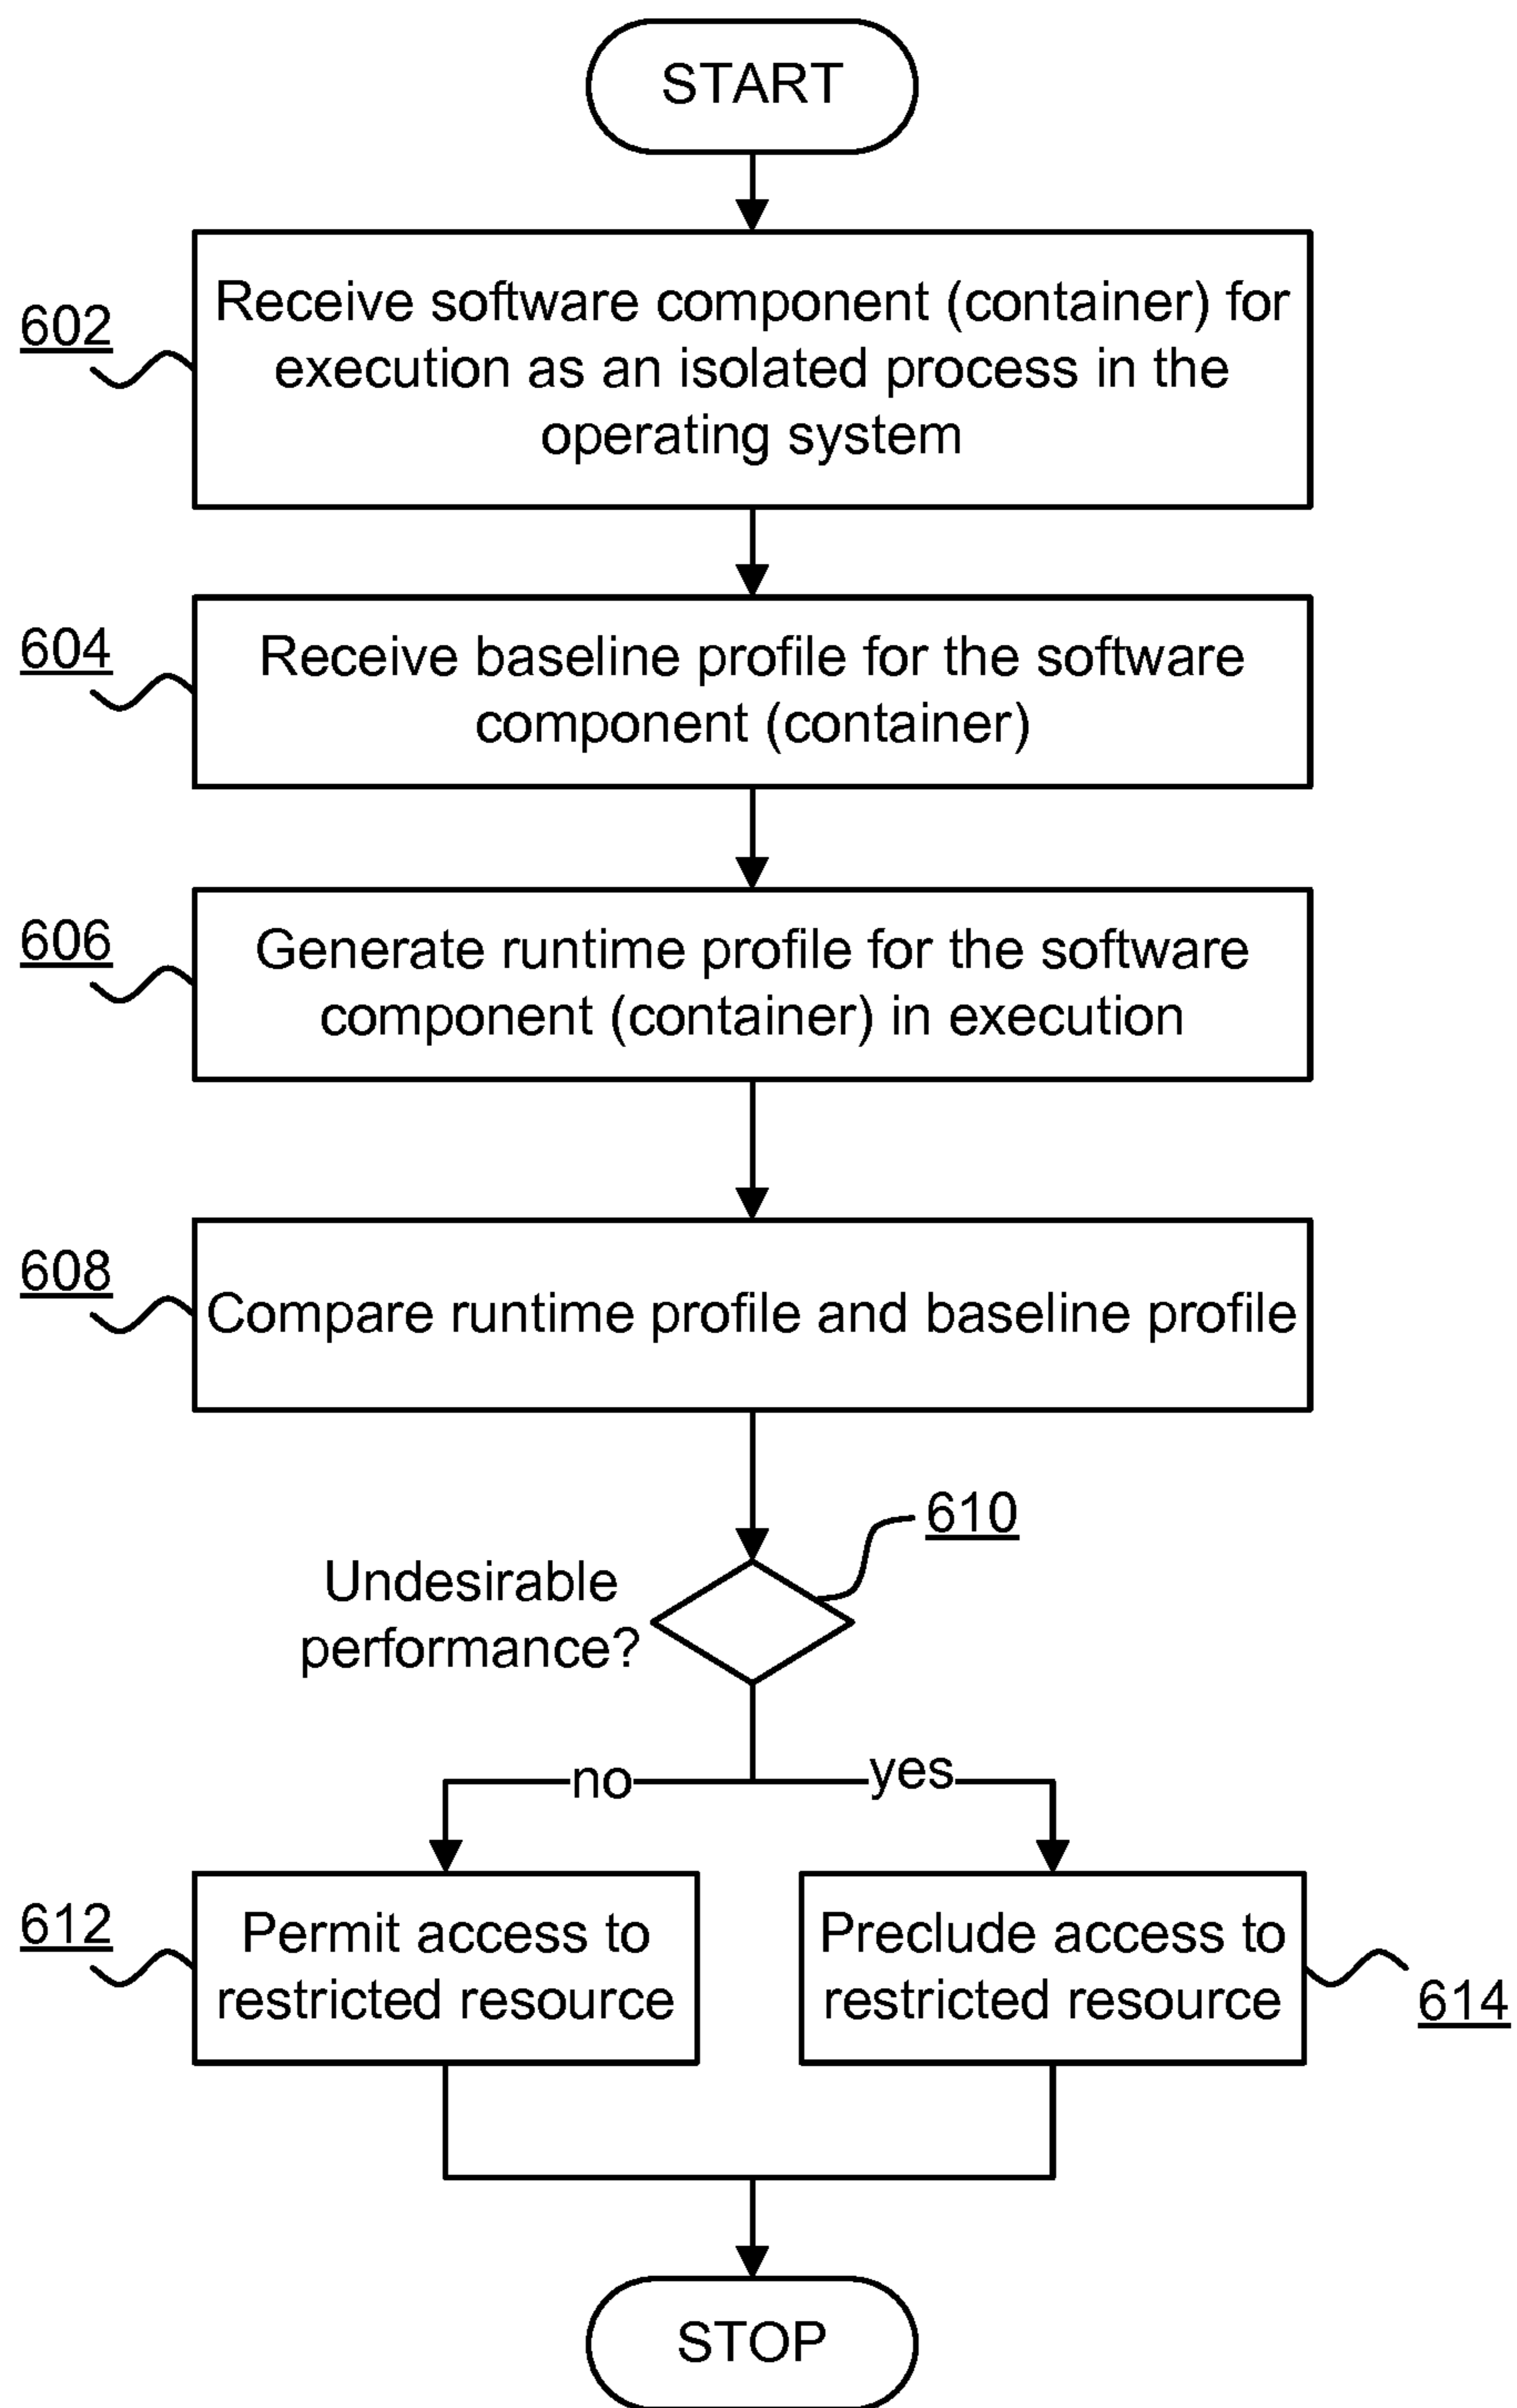 START
602
Receive software component (container) for
execution as an isolated process in the
operating system
604
Receive baseline profile for the software
component (container)
606
Generate runtime profile for the software
component (container) in execution
608
Compare runtime profile and baseline profile
610
Undesirable
performance?
no
yes
612
Permit access to
restricted resource
Preclude access to
restricted resource
614
STOP